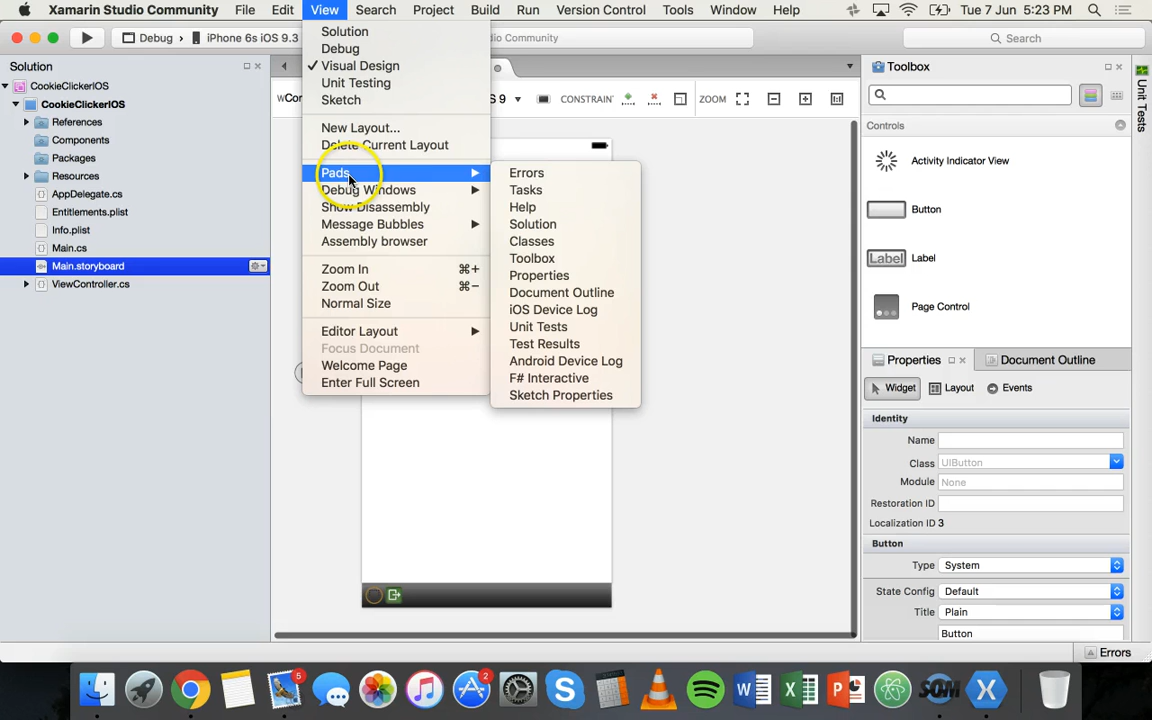 Xamarin Studio Community File Edit View Search Project Build Run Version Control Tools Window Help Tue 7 Jun 5:23 PM
Debug iPhone 6s iOS 9.3
dio Community
Search
Solution
CookieClickerIOS
CookieClickerIOS
References
Components
Packages
Resources
AppDelegate.cs
Entitlements.plist
Info.plist
Main.cs
Main.storyboard
ViewController.cs
Solution
Debug
✓ Visual Design
Unit Testing
Sketch
New Layout...
Delete Current Layout
Pads
Debug Windows
Show Disassembly
Message Bubbles
Assembly browser
Zoom In ⌘+
Zoom Out ⌘−
Normal Size
Editor Layout
Focus Document
Welcome Page
Enter Full Screen
Errors
Tasks
Help
Solution
Classes
Toolbox
Properties
Document Outline
iOS Device Log
Unit Tests
Test Results
Android Device Log
F# Interactive
Sketch Properties
wCor S 9 CONSTRAIN: ZOOM
Toolbox
Controls
Activity Indicator View
Button
Button
Label Label
Page Control
Unit Tests
Properties Document Outline
Widget Layout Events
Identity
Name
Class UIButton
Module None
Restoration ID
Localization ID 3
Button
Type System
State Config Default
Title Plain
Button
Errors
5
2
SOM